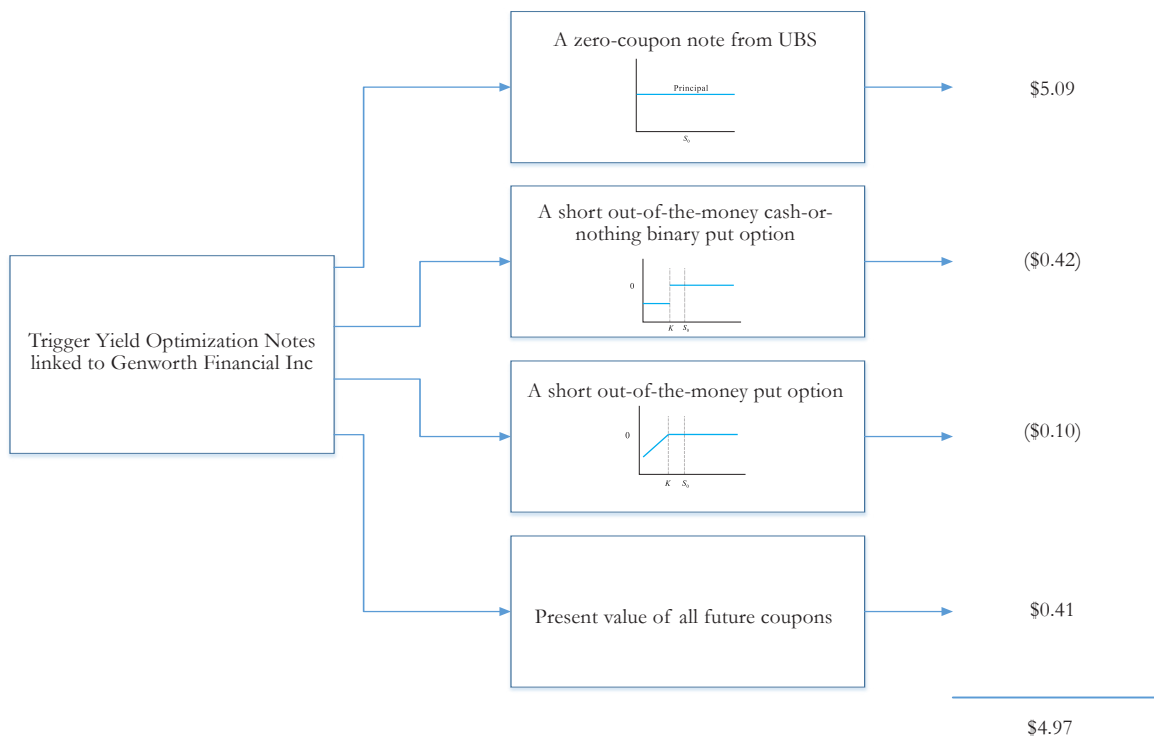 A zero-coupon note from UBS
Principal
S₀
$5.09
A short out-of-the-money cash-or-
nothing binary put option
0
K S₀
($0.42)
Trigger Yield Optimization Notes
linked to Genworth Financial Inc
A short out-of-the-money put option
0
K S₀
($0.10)
Present value of all future coupons
$0.41
$4.97